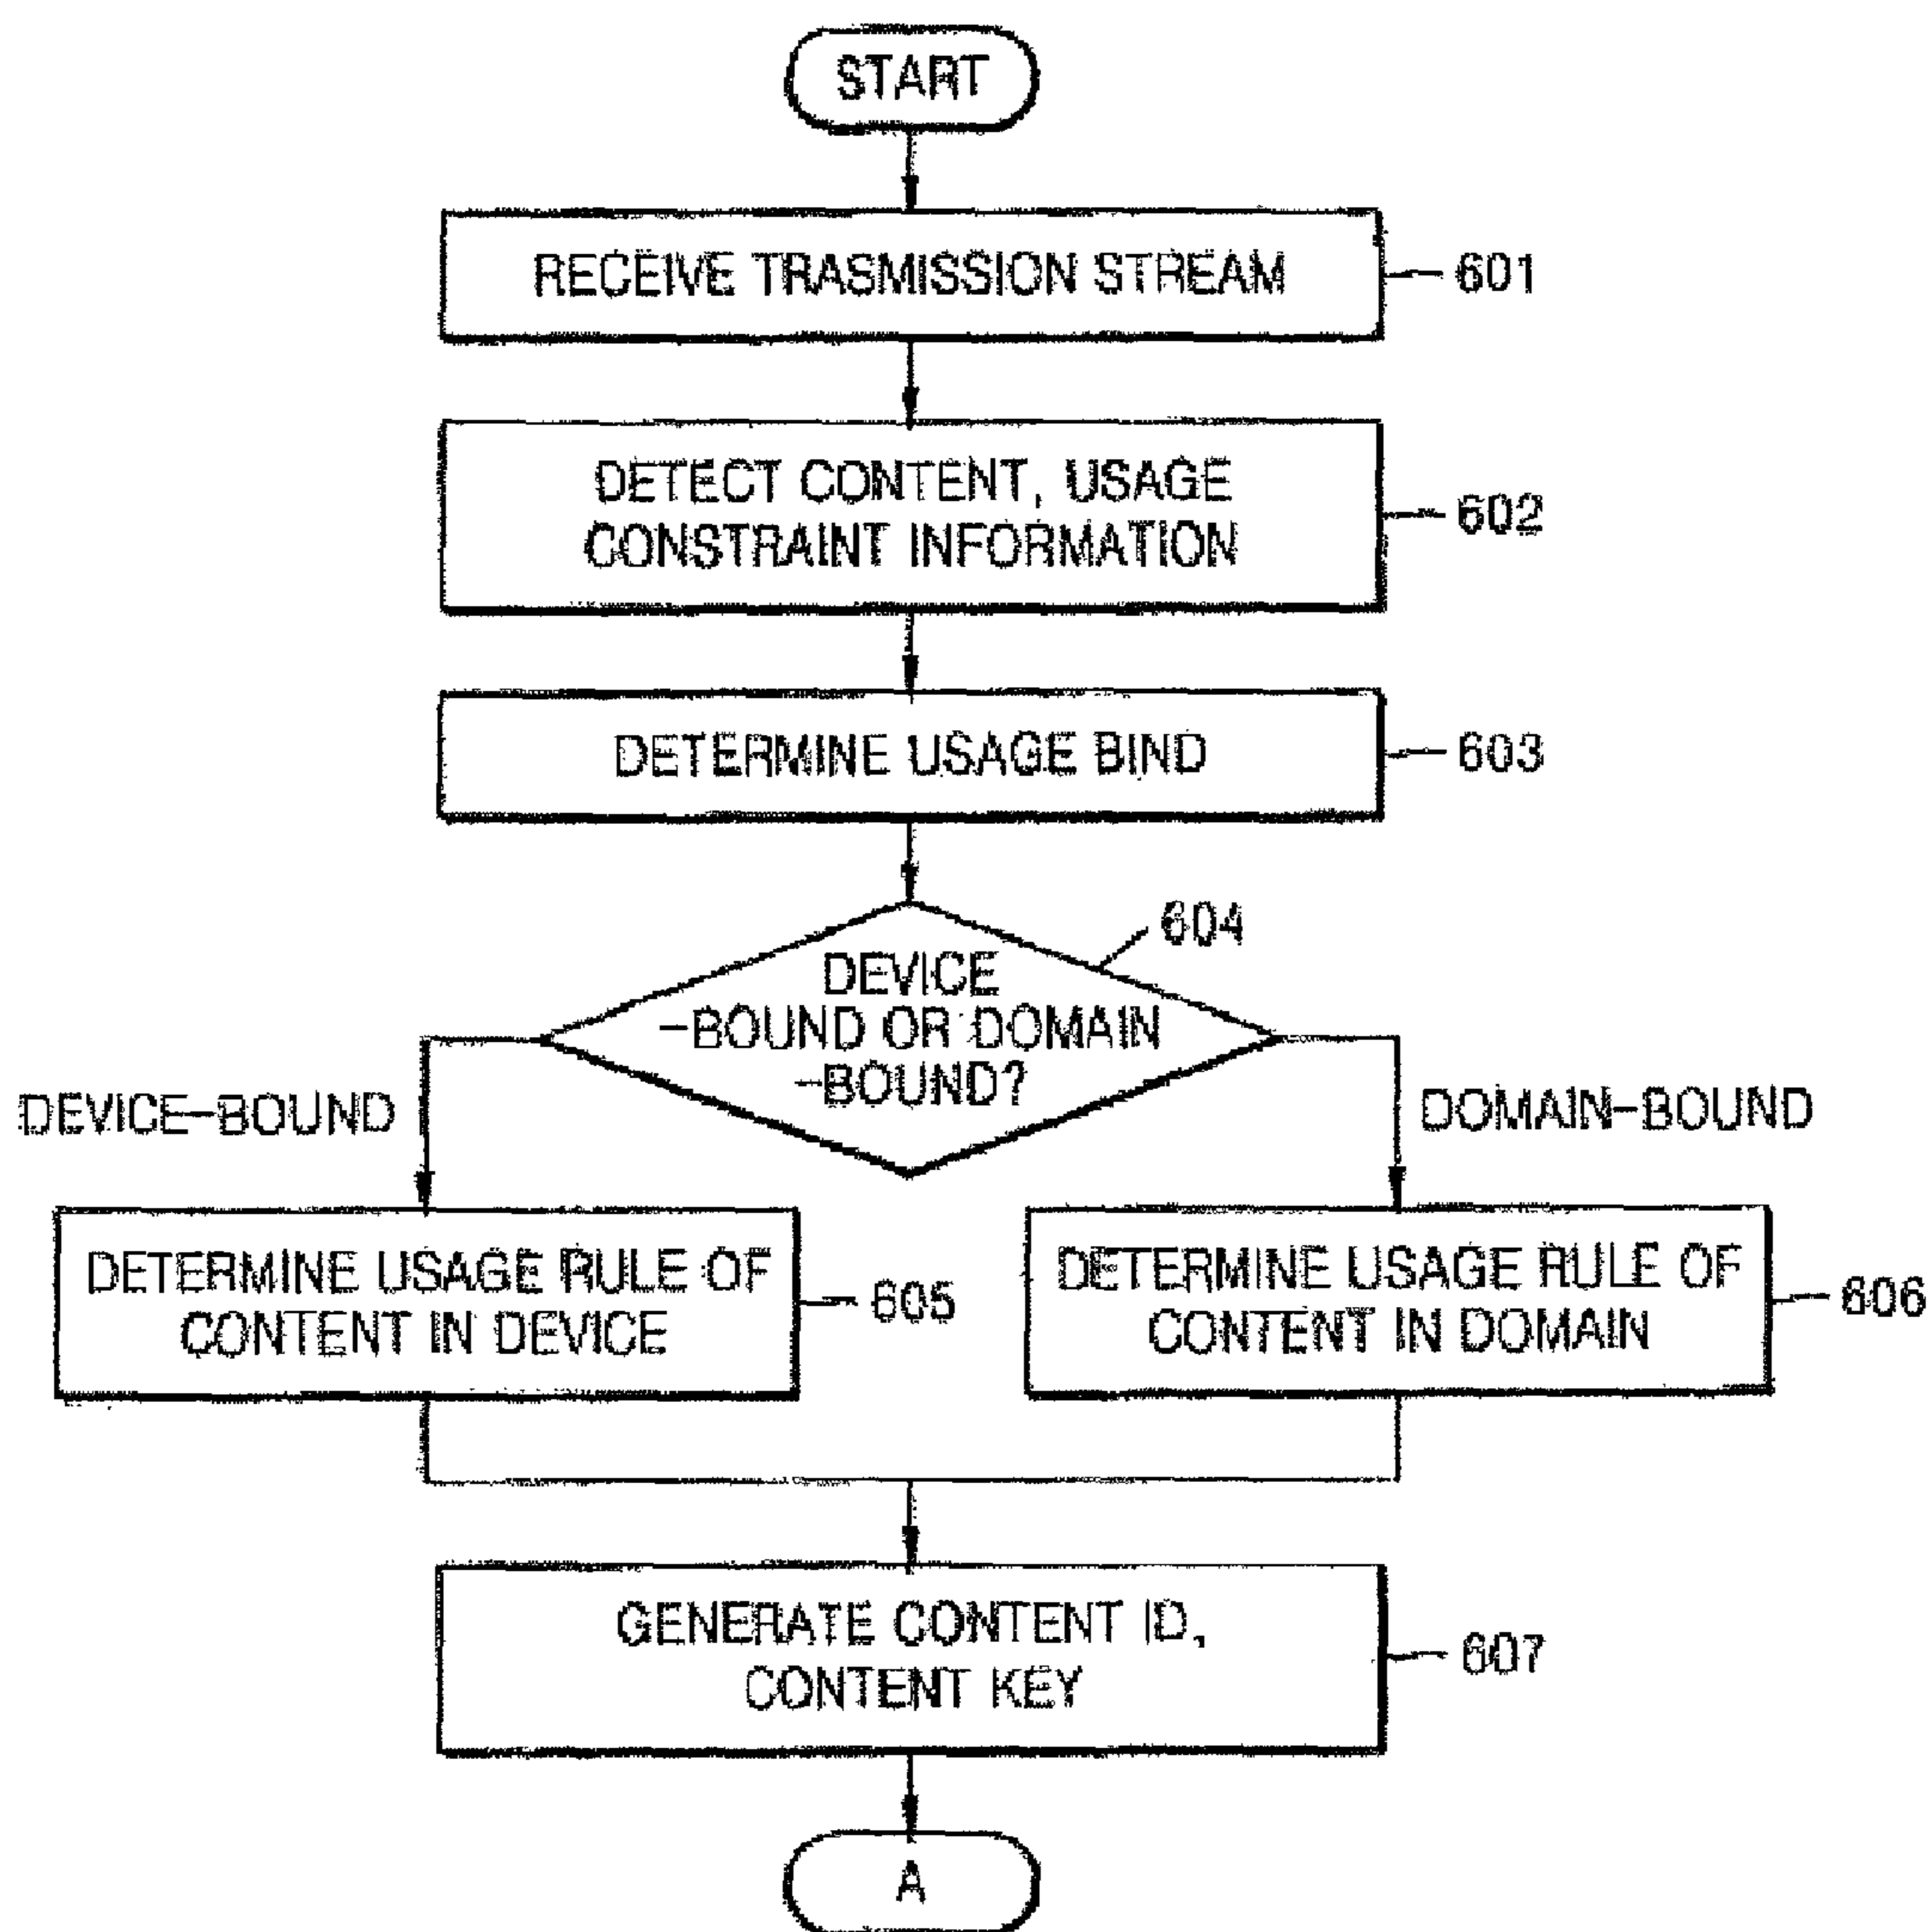 START
RECEIVE TRASMISSION STREAM
601
DETECT CONTENT, USAGE
CONSTRAINT INFORMATION
602
DETERMINE USAGE BIND
603
604
DEVICE
-BOUND OR DOMAIN
-BOUND?
DEVICE-BOUND
DOMAIN-BOUND
DETERMINE USAGE RULE OF
CONTENT IN DEVICE
605
DETERMINE USAGE RULE OF
CONTENT IN DOMAIN
606
GENERATE CONTENT ID,
CONTENT KEY
607
A